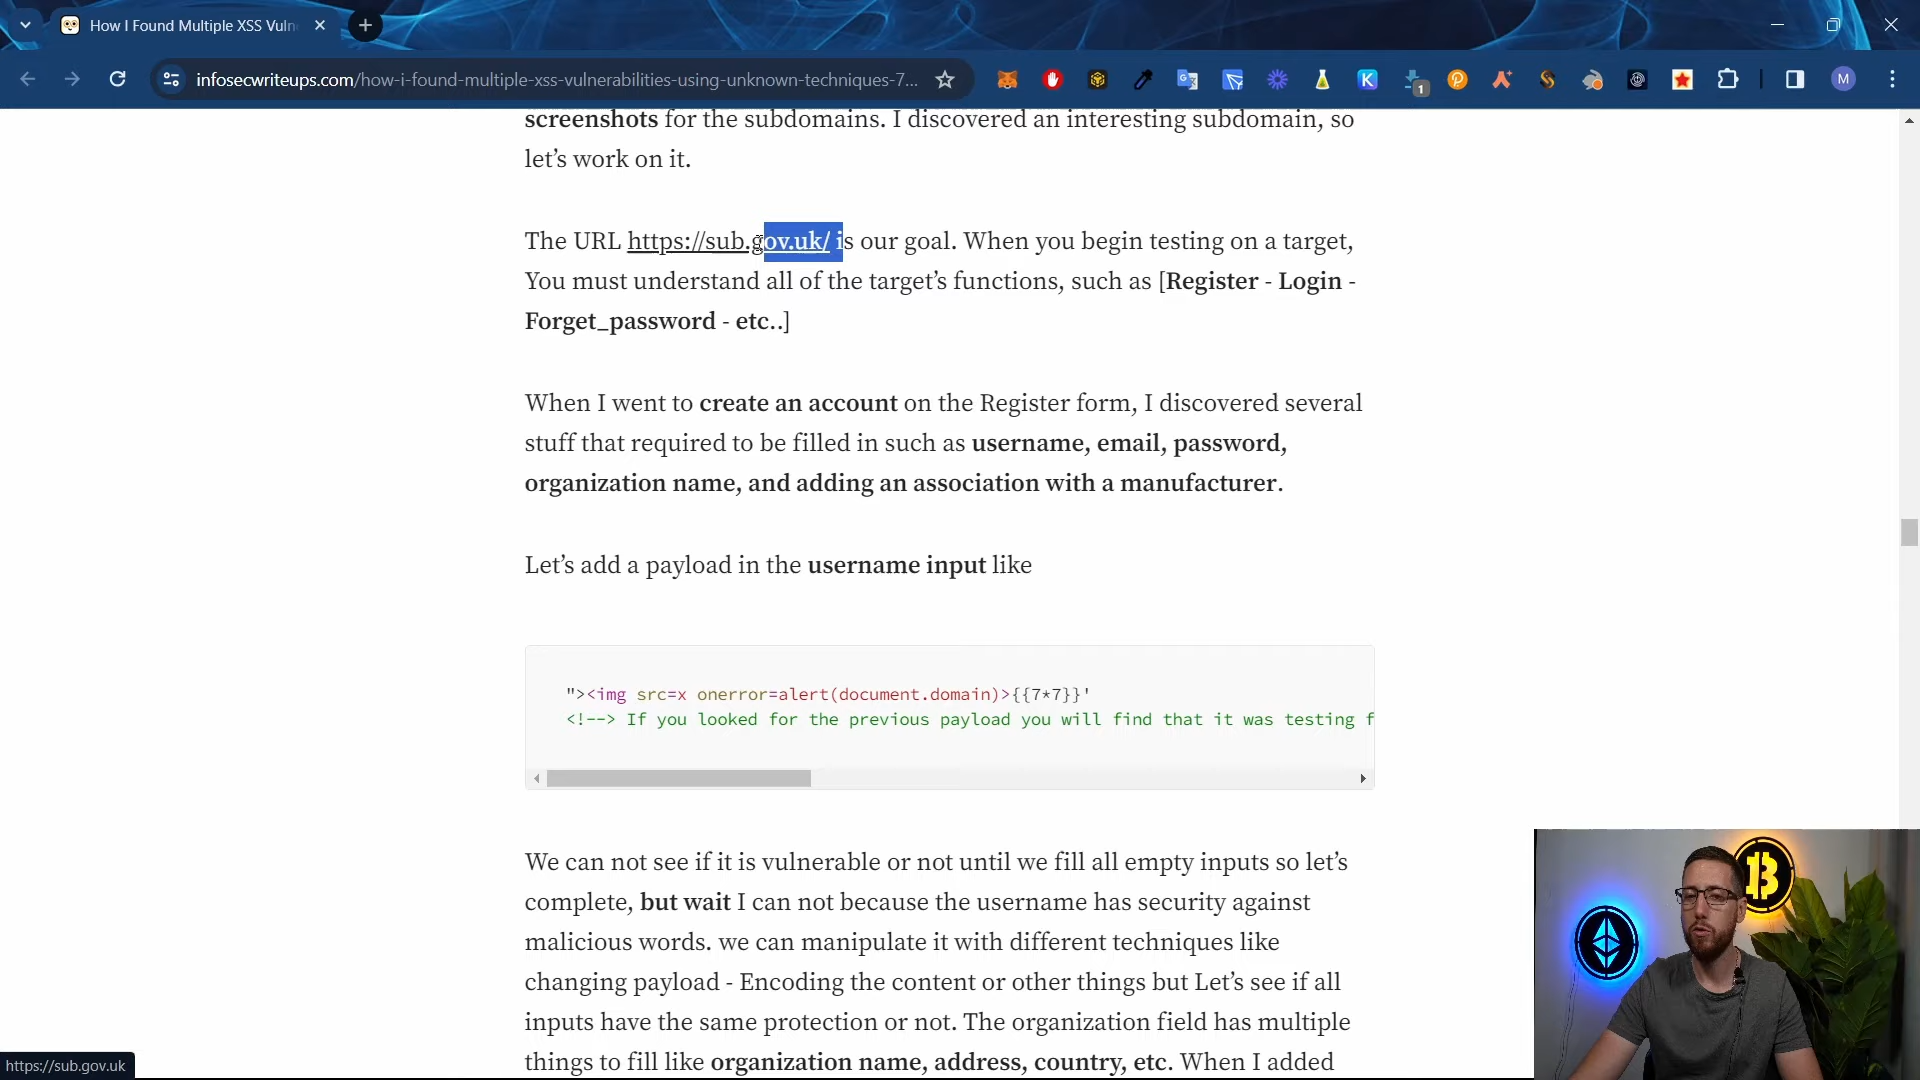 How I Found Multiple XSS Vuln
infosecwriteups.com/how-i-found-multiple-xss-vulnerabilities-using-unknown-techniques-7...
1
M
screenshots for the subdomains. I discovered an interesting subdomain, so
let’s work on it.
The URL https://sub.gov.uk/ is our goal. When you begin testing on a target,
You must understand all of the target’s functions, such as [Register - Login -
Forget_password - etc..]
When I went to create an account on the Register form, I discovered several
stuff that required to be filled in such as username, email, password,
organization name, and adding an association with a manufacturer.
Let’s add a payload in the username input like
"><img src=x onerror=alert(document.domain)>{{7*7}}'
<!--> If you looked for the previous payload you will find that it was testing f
We can not see if it is vulnerable or not until we fill all empty inputs so let’s
complete, but wait I can not because the username has security against
malicious words. we can manipulate it with different techniques like
changing payload - Encoding the content or other things but Let’s see if all
inputs have the same protection or not. The organization field has multiple
things to fill like organization name, address, country, etc. When I added
https://sub.gov.uk